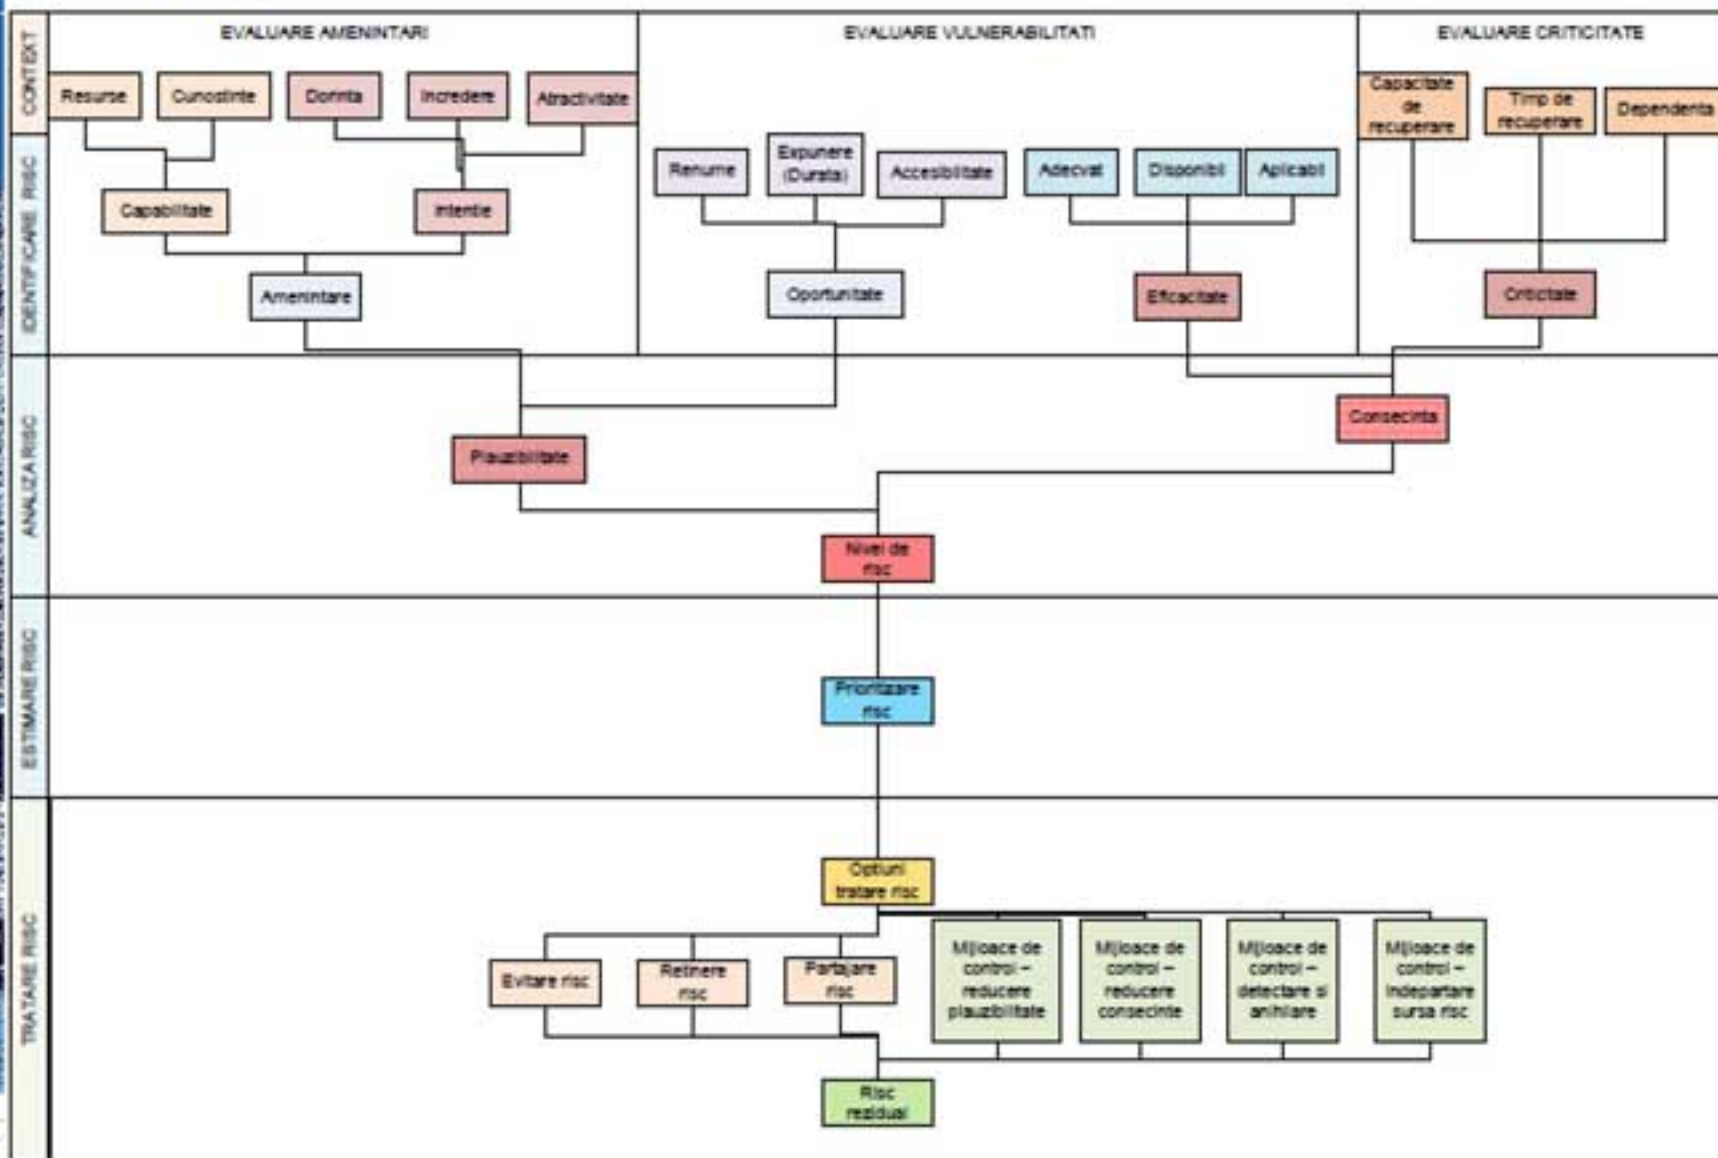 EVALUARE AMENINTARI
EVALUARE VULNERABILITATI
EVALUARE CRITICITATE
CONTEXT
Resurse
Cunostinte
Dorinta
Incredere
Atractivitate
Capacitate
de
recuperare
Timp de
recuperare
Dependenta
IDENTIFICARE RISC
Renume
Expunere
(Durata)
Accesibilitate
Adecvat
Disponibil
Aplicabil
Capabilitate
Intentie
Amenintare
Oportunitate
Eficacitate
Criticitate
ANALIZA RISC
Consecinta
Plauzibilitate
Nivel de
risc
ESTIMARE RISC
Prioritizare
risc
TRATARE RISC
Optiuni
tratare risc
Evitare risc
Retinere
risc
Partajare
risc
Mijloace de
control –
reducere
plauzibilitate
Mijloace de
control –
reducere
consecinte
Mijloace de
control –
detectare si
anihilare
Mijloace de
control –
indepartare
sursa risc
Risc
rezidual